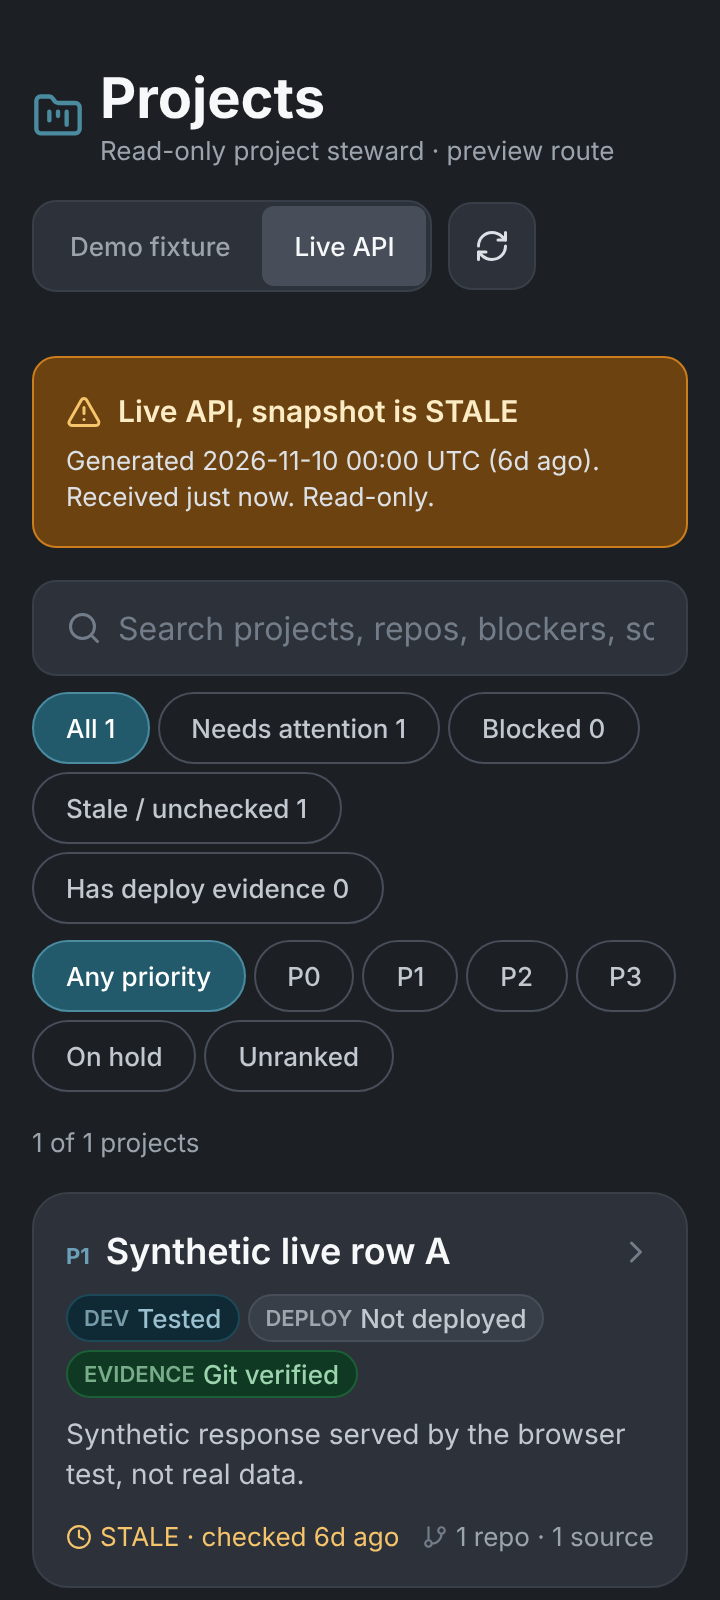 Projects
Read-only project steward · preview route
Demo fixture
Live API
Live API, snapshot is STALE
Generated 2026-11-10 00:00 UTC (6d ago).
Received just now. Read-only.
Search projects, repos, blockers, sc
All 1
Needs attention 1
Blocked 0
Stale / unchecked 1
Has deploy evidence 0
Any priority
P0
P1
P2
P3
On hold
Unranked
1 of 1 projects
P1 Synthetic live row A
DEV Tested
DEPLOY Not deployed
EVIDENCE Git verified
Synthetic response served by the browser
test, not real data.
STALE · checked 6d ago
1 repo · 1 source